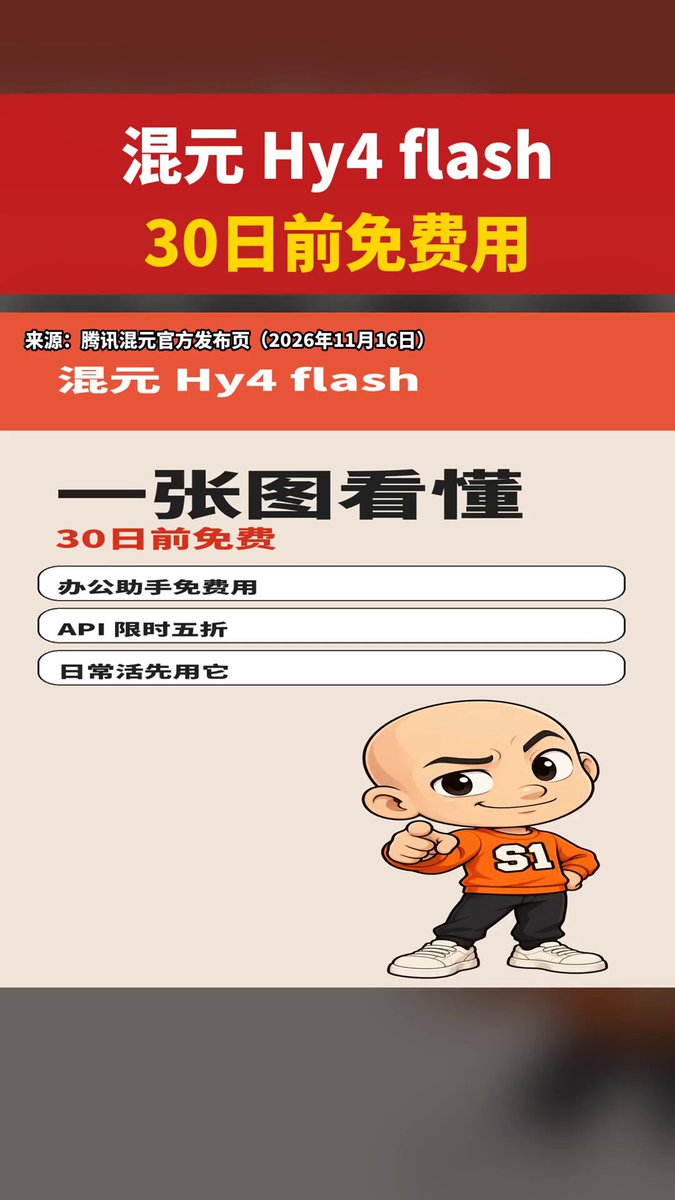 混元 Hy4 flash
30日前免费用
来源：腾讯混元官方发布页（2026年11月16日）
混元 Hy4 flash
一张图看懂
30日前免费
办公助手免费用
API 限时五折
日常活先用它
S1